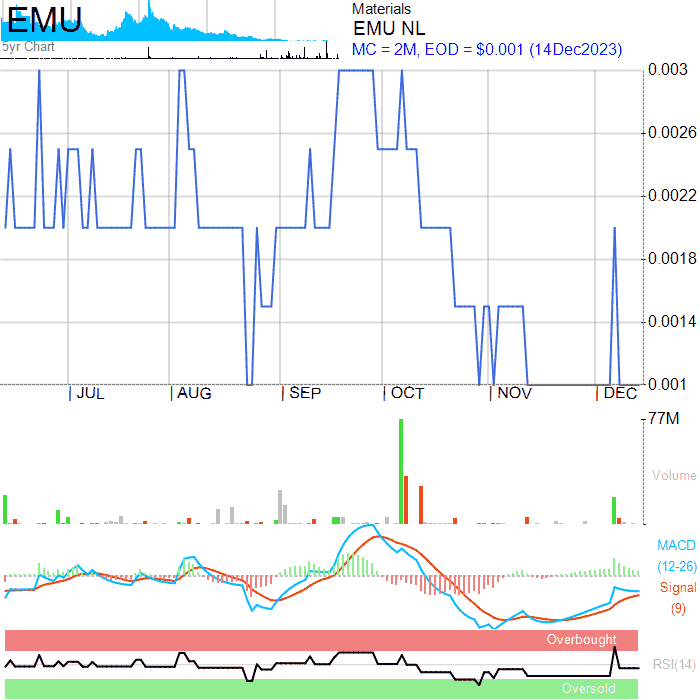 EMU
5yr Chart
Materials
EMU NL
MC = 2M, EOD = $0.001 (14Dec2023)
0.003
0.0026
0.0022
0.0018
0.0014
0.001
JUL AUG SEP OCT NOV DEC
77M
Volume
MACD
(12-26)
Signal
(9)
Overbought
RSI(14)
Oversold